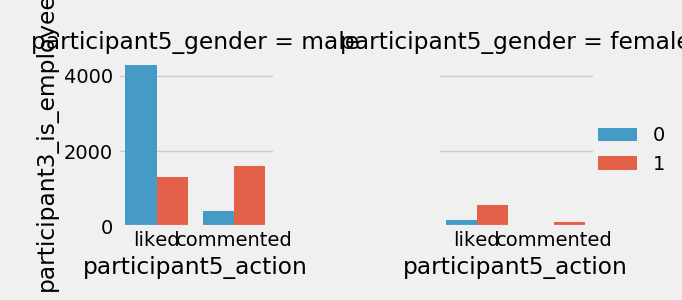 participant5_gender = male
participant5_gender = female
participant3_is_employee
4000
2000
0
liked
commented
liked
commented
participant5_action
participant5_action
0
1